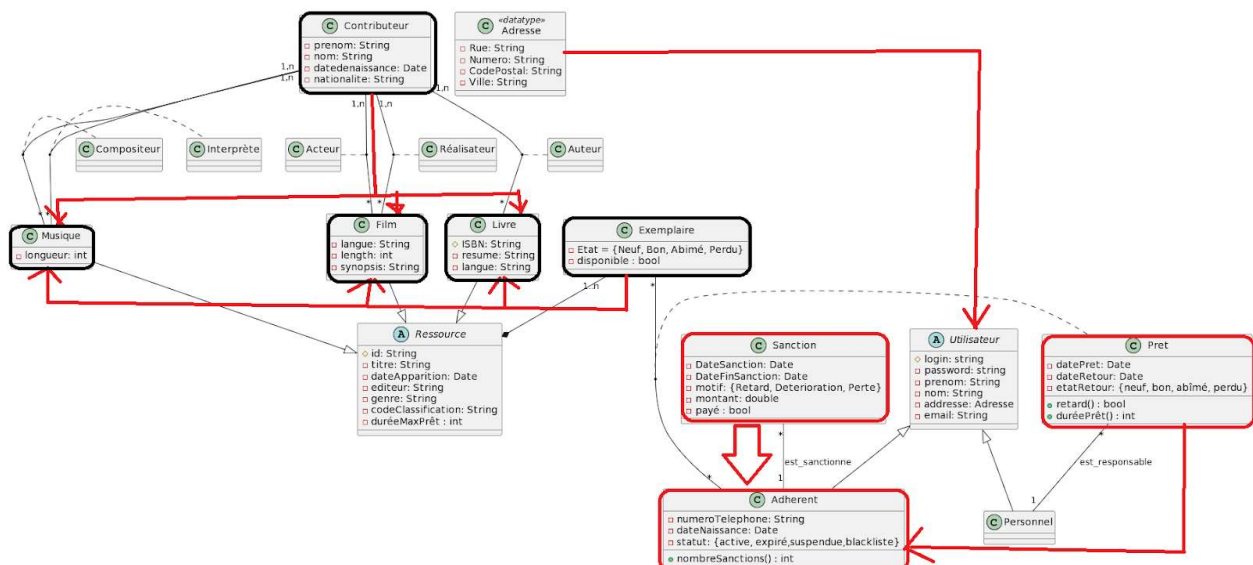 Contributeur
prenom: String
nom: String
datedenaissance: Date
nationalite: String
«datatype»
Adresse
Rue: String
Numero: String
CodePostal: String
Ville: String
1,n
1,n
1,n
1,n
1,n
Compositeur
Interprète
Acteur
Réalisateur
Auteur
*
*
*
*
*
Musique
longueur: int
Film
langue: String
length: int
synopsis: String
Livre
ISBN: String
resume: String
langue: String
Exemplaire
Etat = {Neuf, Bon, Abimé, Perdu}
disponible : bool
1..n
*
Ressource
id: String
titre: String
dateApparition: Date
editeur: String
genre: String
codeClassification: String
duréeMaxPrêt : int
Sanction
DateSanction: Date
DateFinSanction: Date
motif: {Retard, Deterioration, Perte}
montant: double
payé : bool
Utilisateur
login: string
password: string
prenom: String
nom: String
addresse: Adresse
email: String
Pret
datePret: Date
dateRetour: Date
etatRetour: {neuf, bon, abîmé, perdu}
retard() : bool
duréePrêt() : int
*
est_sanctionne
1
*
*
est_responsable
1
Adherent
numeroTelephone: String
dateNaissance: Date
statut: {active, expiré,suspendue,blackliste}
nombreSanctions() : int
Personnel